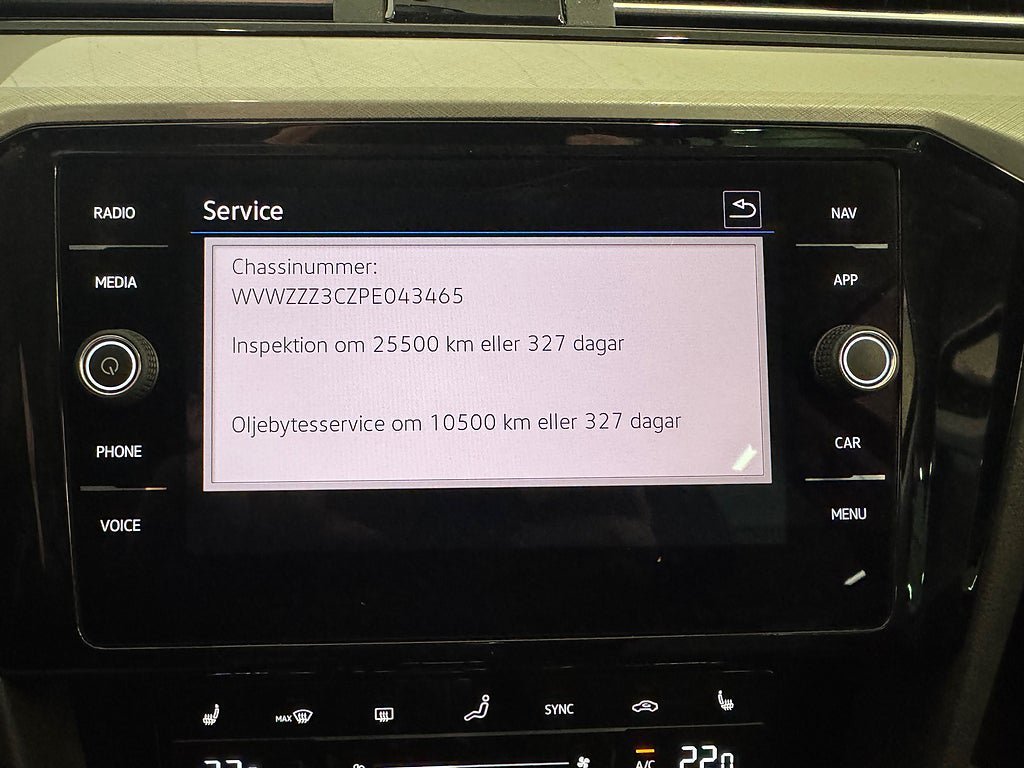 Service
RADIO
NAV
MEDIA
APP
Chassinummer:
WVWZZZ3CZPE043465
Inspektion om 25500 km eller 327 dagar
Oljebytesservice om 10500 km eller 327 dagar
PHONE
CAR
VOICE
MENU
MAX
SYNC
A/C